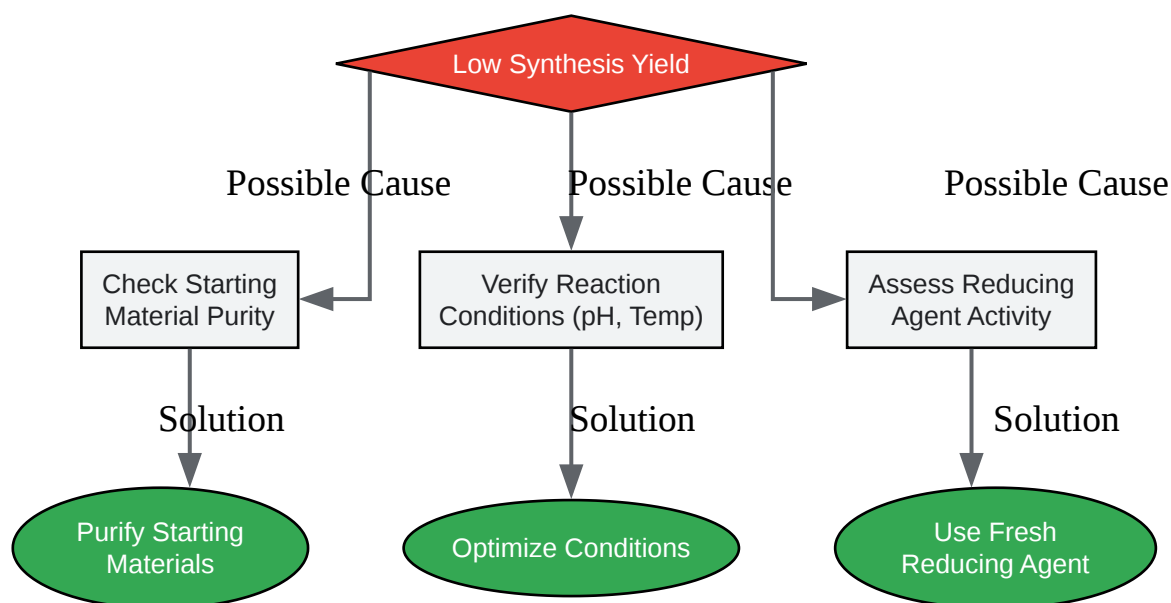 Low Synthesis Yield
Possible Cause
Possible Cause
Possible Cause
Check Starting
Material Purity
Verify Reaction
Conditions (pH, Temp)
Assess Reducing
Agent Activity
Solution
Solution
Solution
Purify Starting
Materials
Optimize Conditions
Use Fresh
Reducing Agent